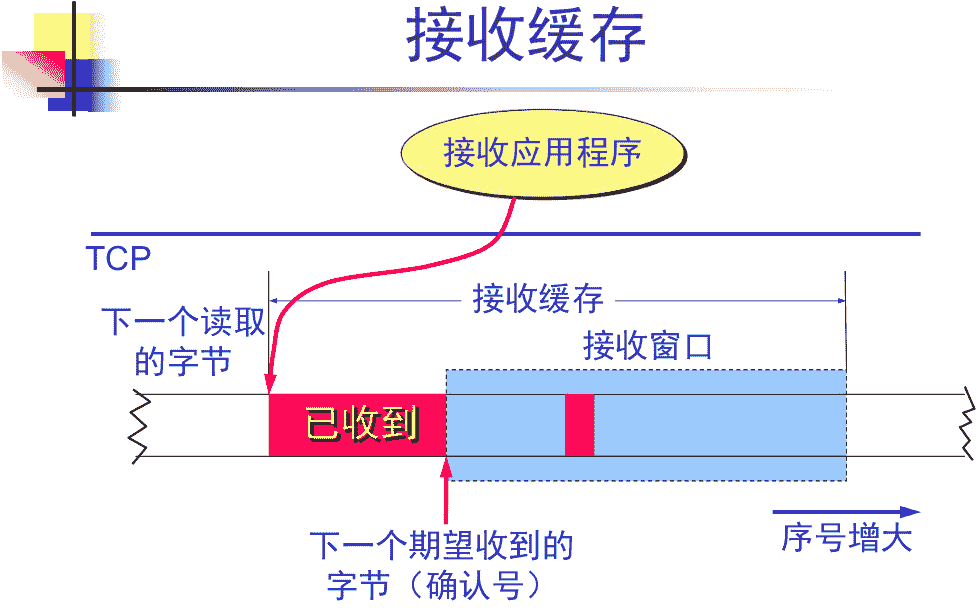 接收缓存
接收应用程序
TCP
接收缓存
下一个读取
的字节
接收窗口
已收到
下一个期望收到的
字节（确认号）
序号增大